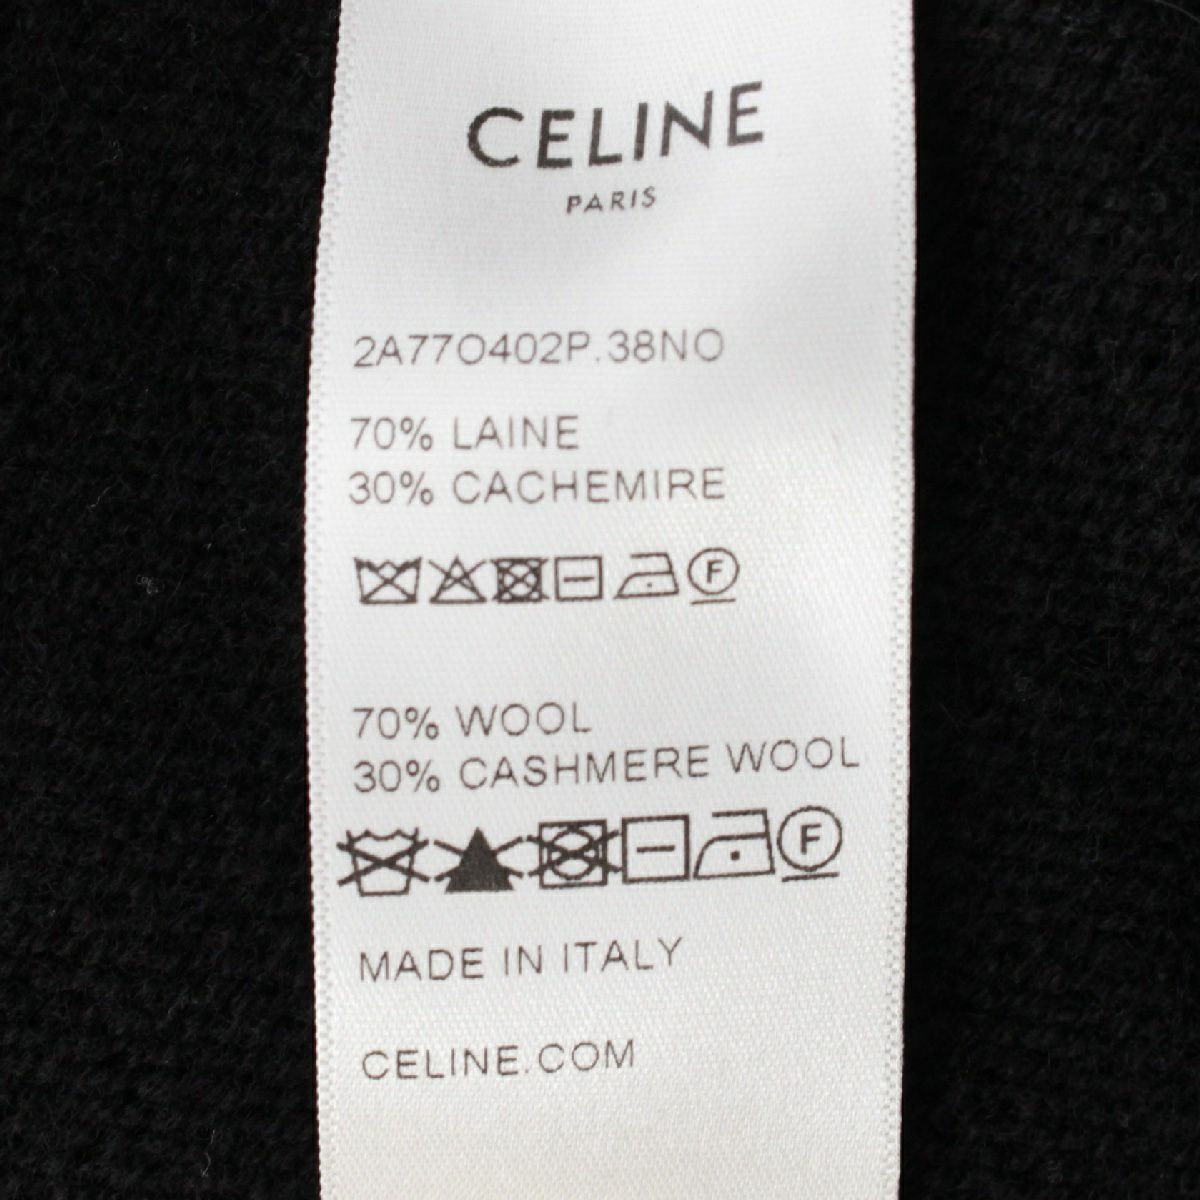 CELINE
PARIS
2A77O402P.38NO
70% LAINE
30% CACHEMIRE
F
70% WOOL
30% CASHMERE WOOL
F
MADE IN ITALY
CELINE.COM